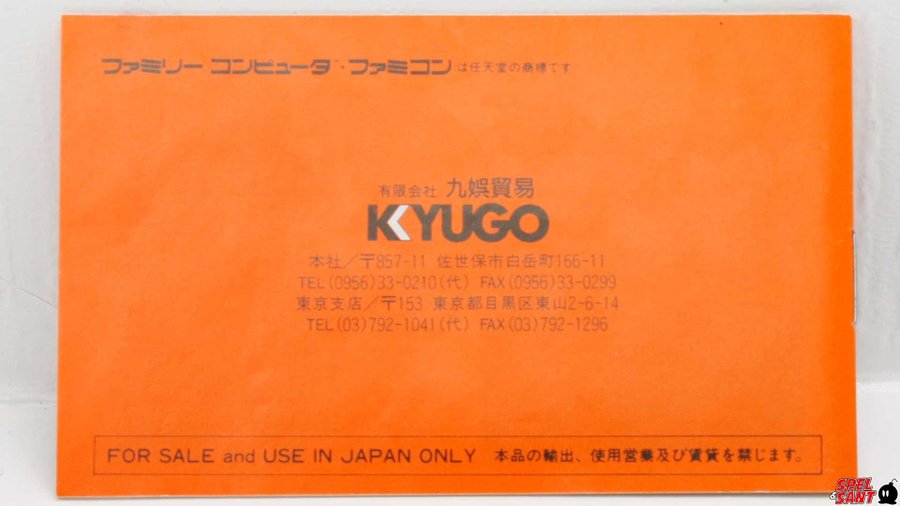 ファミリー コンピュータ™・ファミコンは任天堂の商標です
有限会社 九娯貿易
KYUGO
本社／〒857-11 佐世保市白岳町166-11
TEL(0956)33-0210(代) FAX(0956)33-0299
東京支店／〒153 東京都目黒区東山2-6-14
TEL(03)792-1041(代) FAX(03)792-1296
FOR SALE and USE IN JAPAN ONLY 本品の輸出、使用営業及び賃貸を禁じます。
SPEL
SANT